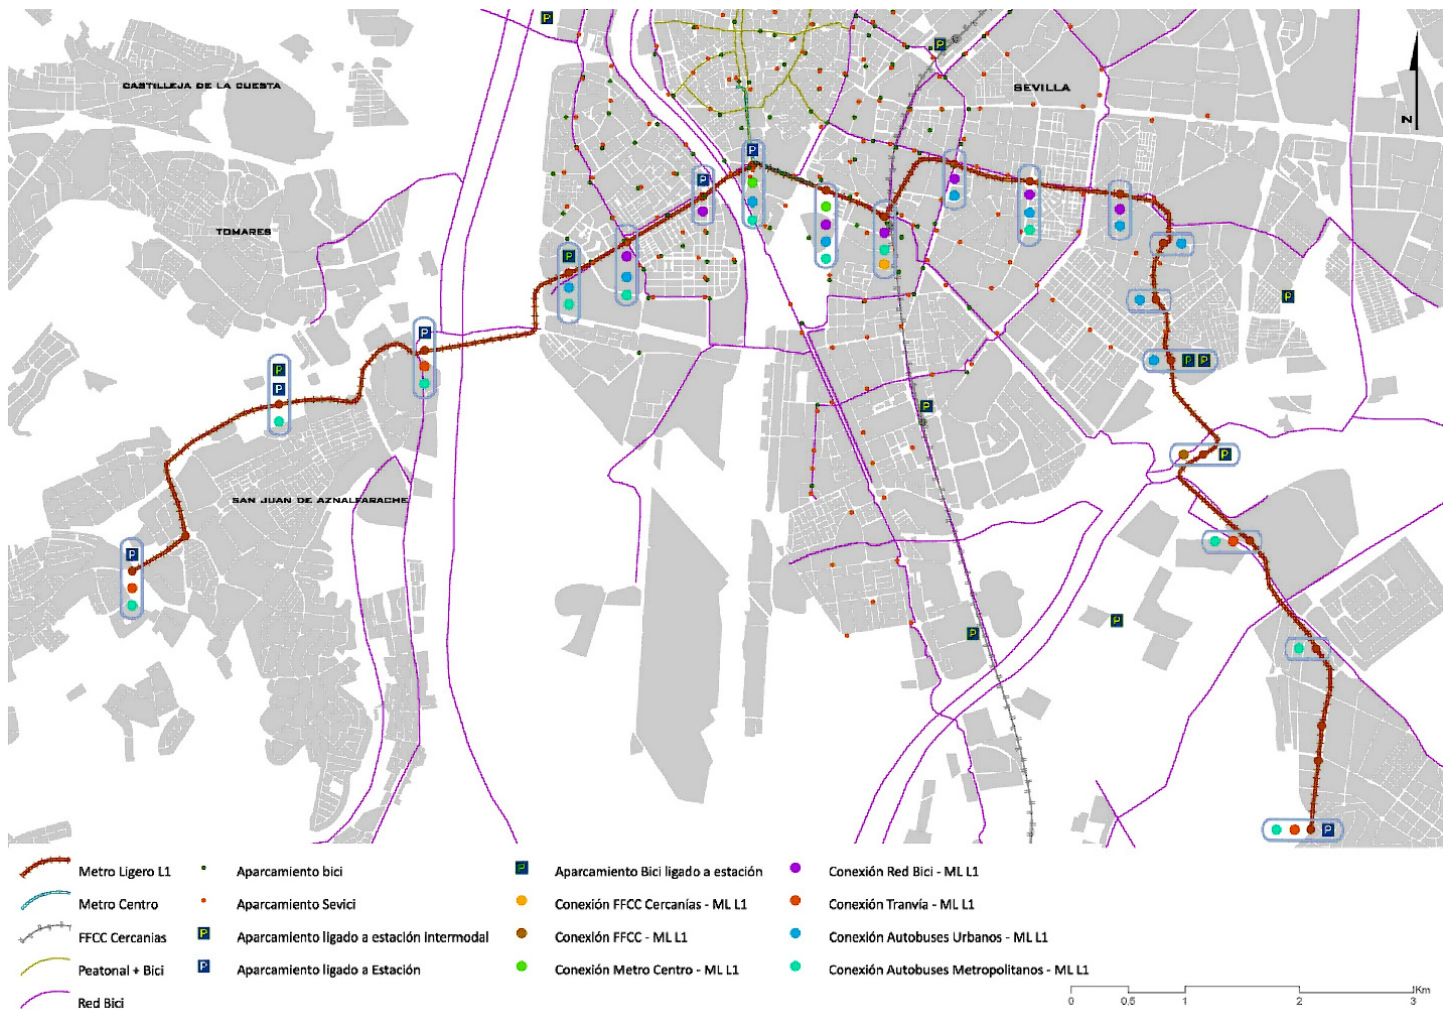 CASTILLEJA DE LA CUESTA
SEVILLA
N
TOMARES
SAN JUAN DE AZNALFARACHE
Metro Ligero L1
Metro Centro
FFCC Cercanias
Peatonal + Bici
Red Bici
Aparcamiento bici
Aparcamiento Sevici
Aparcamiento ligado a estación Intermodal
Aparcamiento ligado a Estación
Aparcamiento Bici ligado a estación
Conexión FFCC Cercanías - ML L1
Conexión FFCC - ML L1
Conexión Metro Centro - ML L1
Conexión Red Bici - ML L1
Conexión Tranvía - ML L1
Conexión Autobuses Urbanos - ML L1
Conexión Autobuses Metropolitanos - ML L1
Km
0 0,5 1 2 3